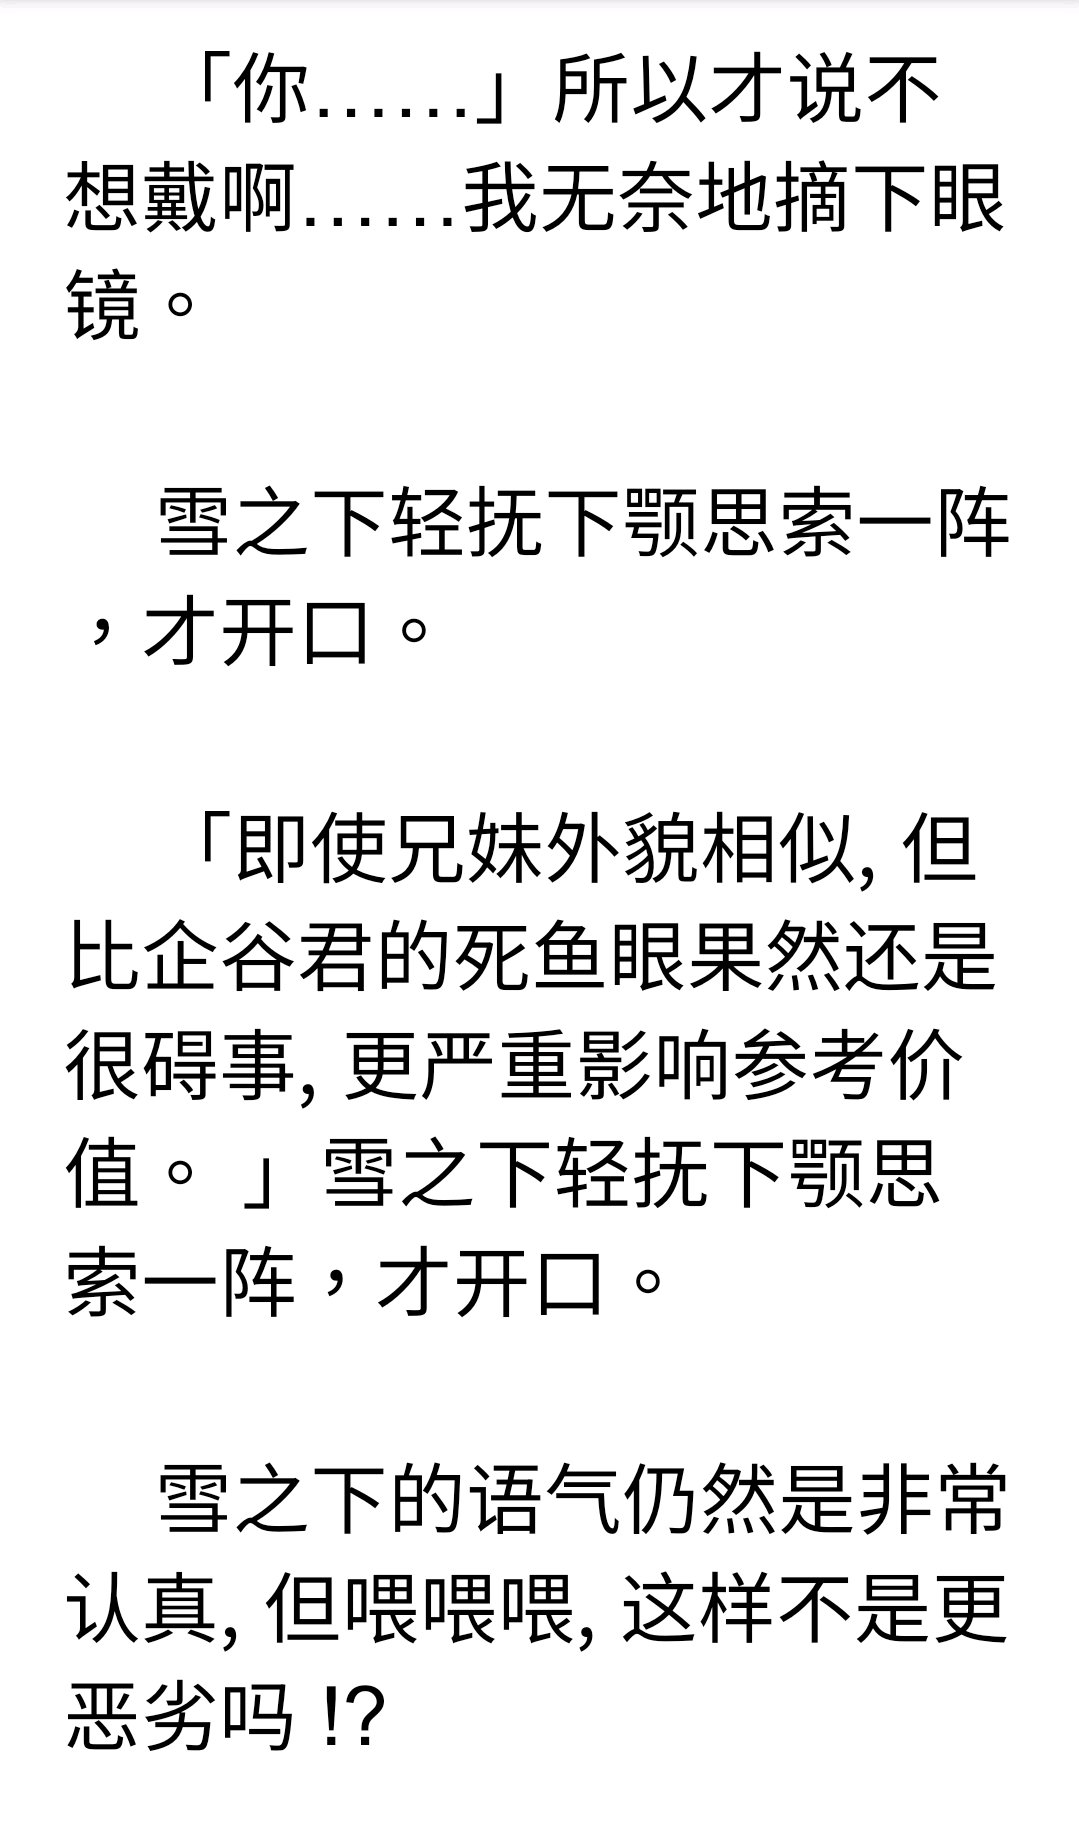 「你……」所以才说不
想戴啊……我无奈地摘下眼
镜。
雪之下轻抚下颚思索一阵
，才开口。
「即使兄妹外貌相似, 但
比企谷君的死鱼眼果然还是
很碍事, 更严重影响参考价
值。」雪之下轻抚下颚思
索一阵，才开口。
雪之下的语气仍然是非常
认真, 但喂喂喂, 这样不是更
恶劣吗 !?